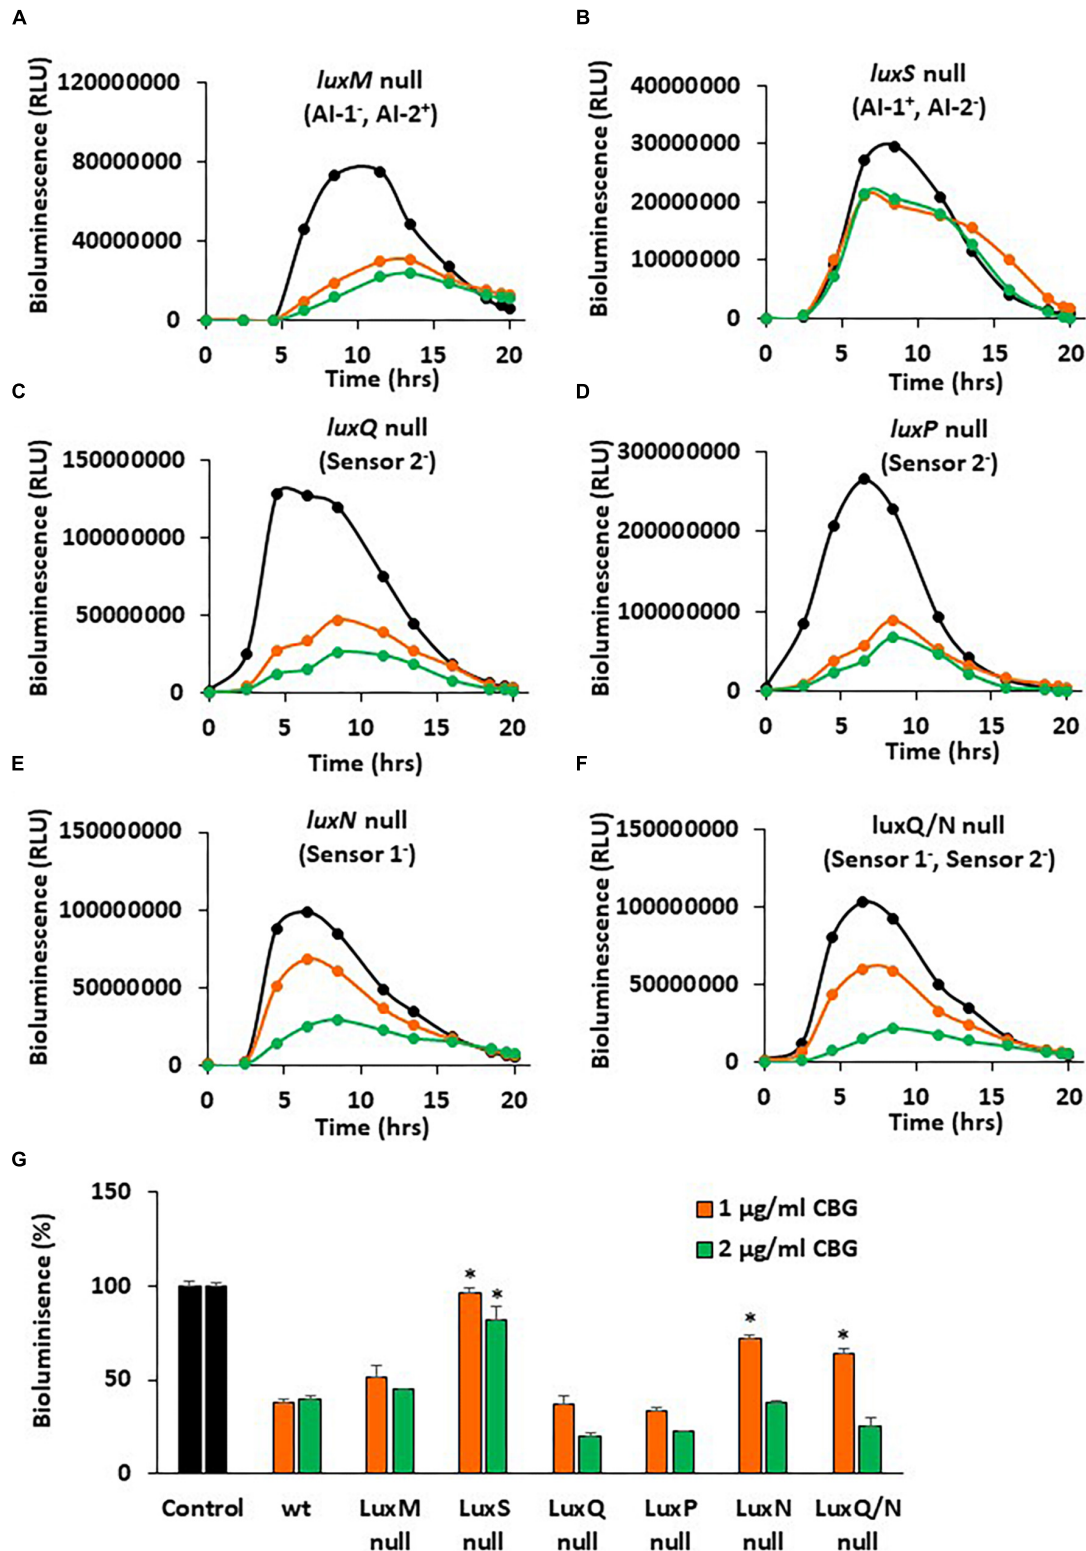 A
luxM null
(AI-1⁻, AI-2⁺)
Bioluminescence (RLU)
120000000
80000000
40000000
0
0 5 10 15 20
Time (hrs)
B
luxS null
(AI-1⁺, AI-2⁻)
Bioluminescence (RLU)
40000000
30000000
20000000
10000000
0
0 5 10 15 20
Time (hrs)
C
luxQ null
(Sensor 2⁻)
Bioluminescence (RLU)
150000000
100000000
50000000
0
0 5 10 15 20
Time (hrs)
D
luxP null
(Sensor 2⁻)
Bioluminescence (RLU)
300000000
200000000
100000000
0
0 5 10 15 20
Time (hrs)
E
luxN null
(Sensor 1⁻)
Bioluminescence (RLU)
150000000
100000000
50000000
0
0 5 10 15 20
Time (hrs)
F
luxQ/N null
(Sensor 1⁻, Sensor 2⁻)
Bioluminescence (RLU)
150000000
100000000
50000000
0
0 5 10 15 20
Time (hrs)
G
Bioluminisence (%)
150
100
50
0
1 µg/ml CBG
2 µg/ml CBG
* * * *
Control wt LuxM LuxS LuxQ LuxP LuxN LuxQ/N
null null null null null null